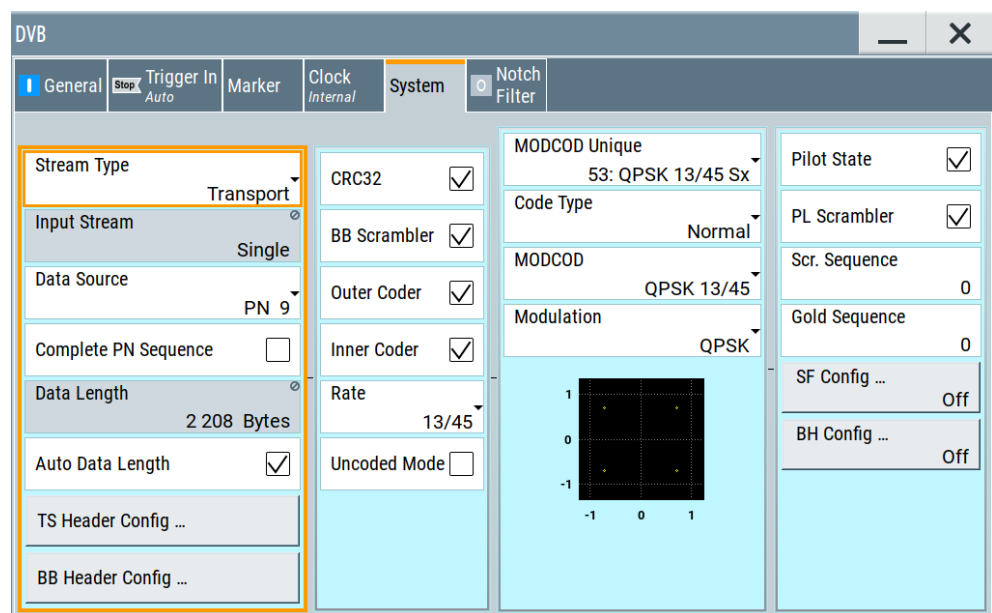 DVB
General
Stop Trigger In
Auto
Marker
Clock
Internal
System
Notch
Filter
Stream Type
Transport
Input Stream
Single
Data Source
PN 9
Complete PN Sequence
Data Length
2 208 Bytes
Auto Data Length
TS Header Config ...
BB Header Config ...
CRC32
BB Scrambler
Outer Coder
Inner Coder
Rate
13/45
Uncoded Mode
MODCOD Unique
53: QPSK 13/45 Sx
Code Type
Normal
MODCOD
QPSK 13/45
Modulation
QPSK
1
0
-1
-1 0 1
Pilot State
PL Scrambler
Scr. Sequence
0
Gold Sequence
0
SF Config ...
Off
BH Config ...
Off